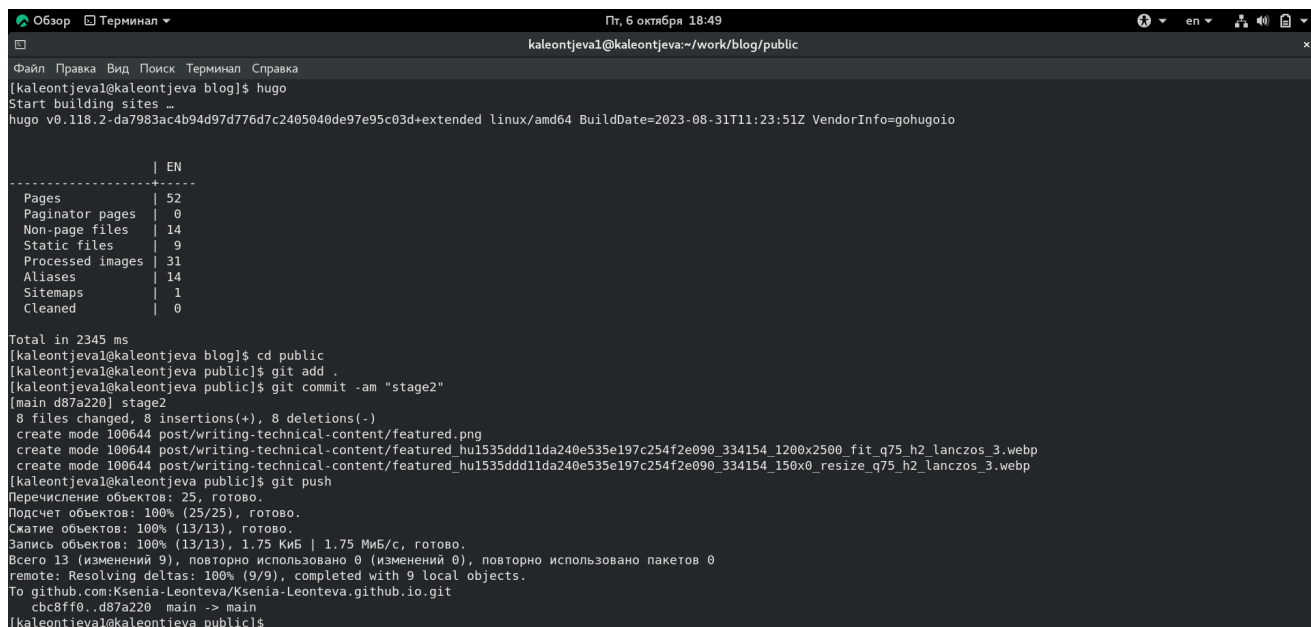 Обзор Терминал Пт, 6 октября 18:49 en
kaleontjeva1@kaleontjeva:~/work/blog/public ×
Файл Правка Вид Поиск Терминал Справка
[kaleontjeva1@kaleontjeva blog]$ hugo
Start building sites …
hugo v0.118.2-da7983ac4b94d97d776d7c2405040de97e95c03d+extended linux/amd64 BuildDate=2023-08-31T11:23:51Z VendorInfo=gohugoio
                   | EN
-------------------+-----
  Pages            | 52
  Paginator pages  |  0
  Non-page files   | 14
  Static files     |  9
  Processed images | 31
  Aliases          | 14
  Sitemaps         |  1
  Cleaned          |  0
Total in 2345 ms
[kaleontjeva1@kaleontjeva blog]$ cd public
[kaleontjeva1@kaleontjeva public]$ git add .
[kaleontjeva1@kaleontjeva public]$ git commit -am "stage2"
[main d87a220] stage2
 8 files changed, 8 insertions(+), 8 deletions(-)
 create mode 100644 post/writing-technical-content/featured.png
 create mode 100644 post/writing-technical-content/featured_hu1535ddd11da240e535e197c254f2e090_334154_1200x2500_fit_q75_h2_lanczos_3.webp
 create mode 100644 post/writing-technical-content/featured_hu1535ddd11da240e535e197c254f2e090_334154_150x0_resize_q75_h2_lanczos_3.webp
[kaleontjeva1@kaleontjeva public]$ git push
Перечисление объектов: 25, готово.
Подсчет объектов: 100% (25/25), готово.
Сжатие объектов: 100% (13/13), готово.
Запись объектов: 100% (13/13), 1.75 КиБ | 1.75 МиБ/с, готово.
Всего 13 (изменений 9), повторно использовано 0 (изменений 0), повторно использовано пакетов 0
remote: Resolving deltas: 100% (9/9), completed with 9 local objects.
To github.com:Ksenia-Leonteva/Ksenia-Leonteva.github.io.git
   cbc8ff0..d87a220  main -> main
[kaleontjeva1@kaleontjeva public]$